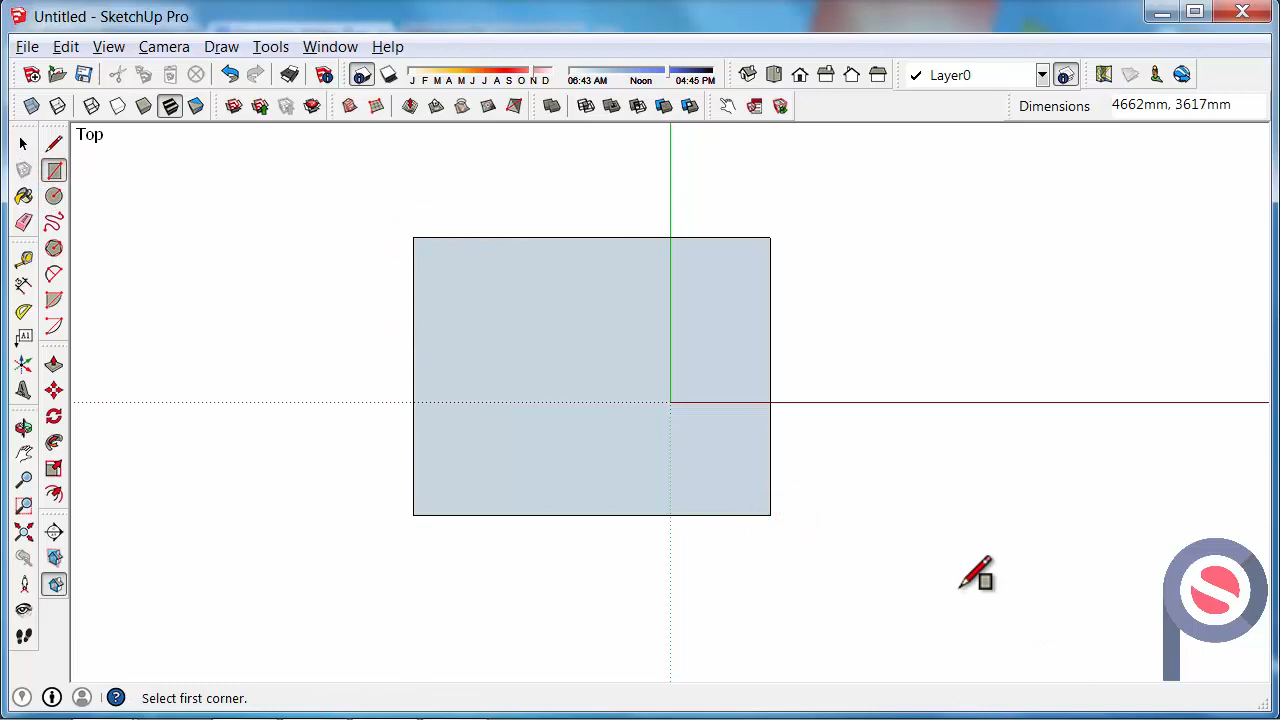 Untitled - SketchUp Pro
File Edit View Camera Draw Tools Window Help
J F M A M J J A S O N D 06:43 AM Noon 04:45 PM Layer0
Dimensions 4662mm, 3617mm
Top
A1
Select first corner.